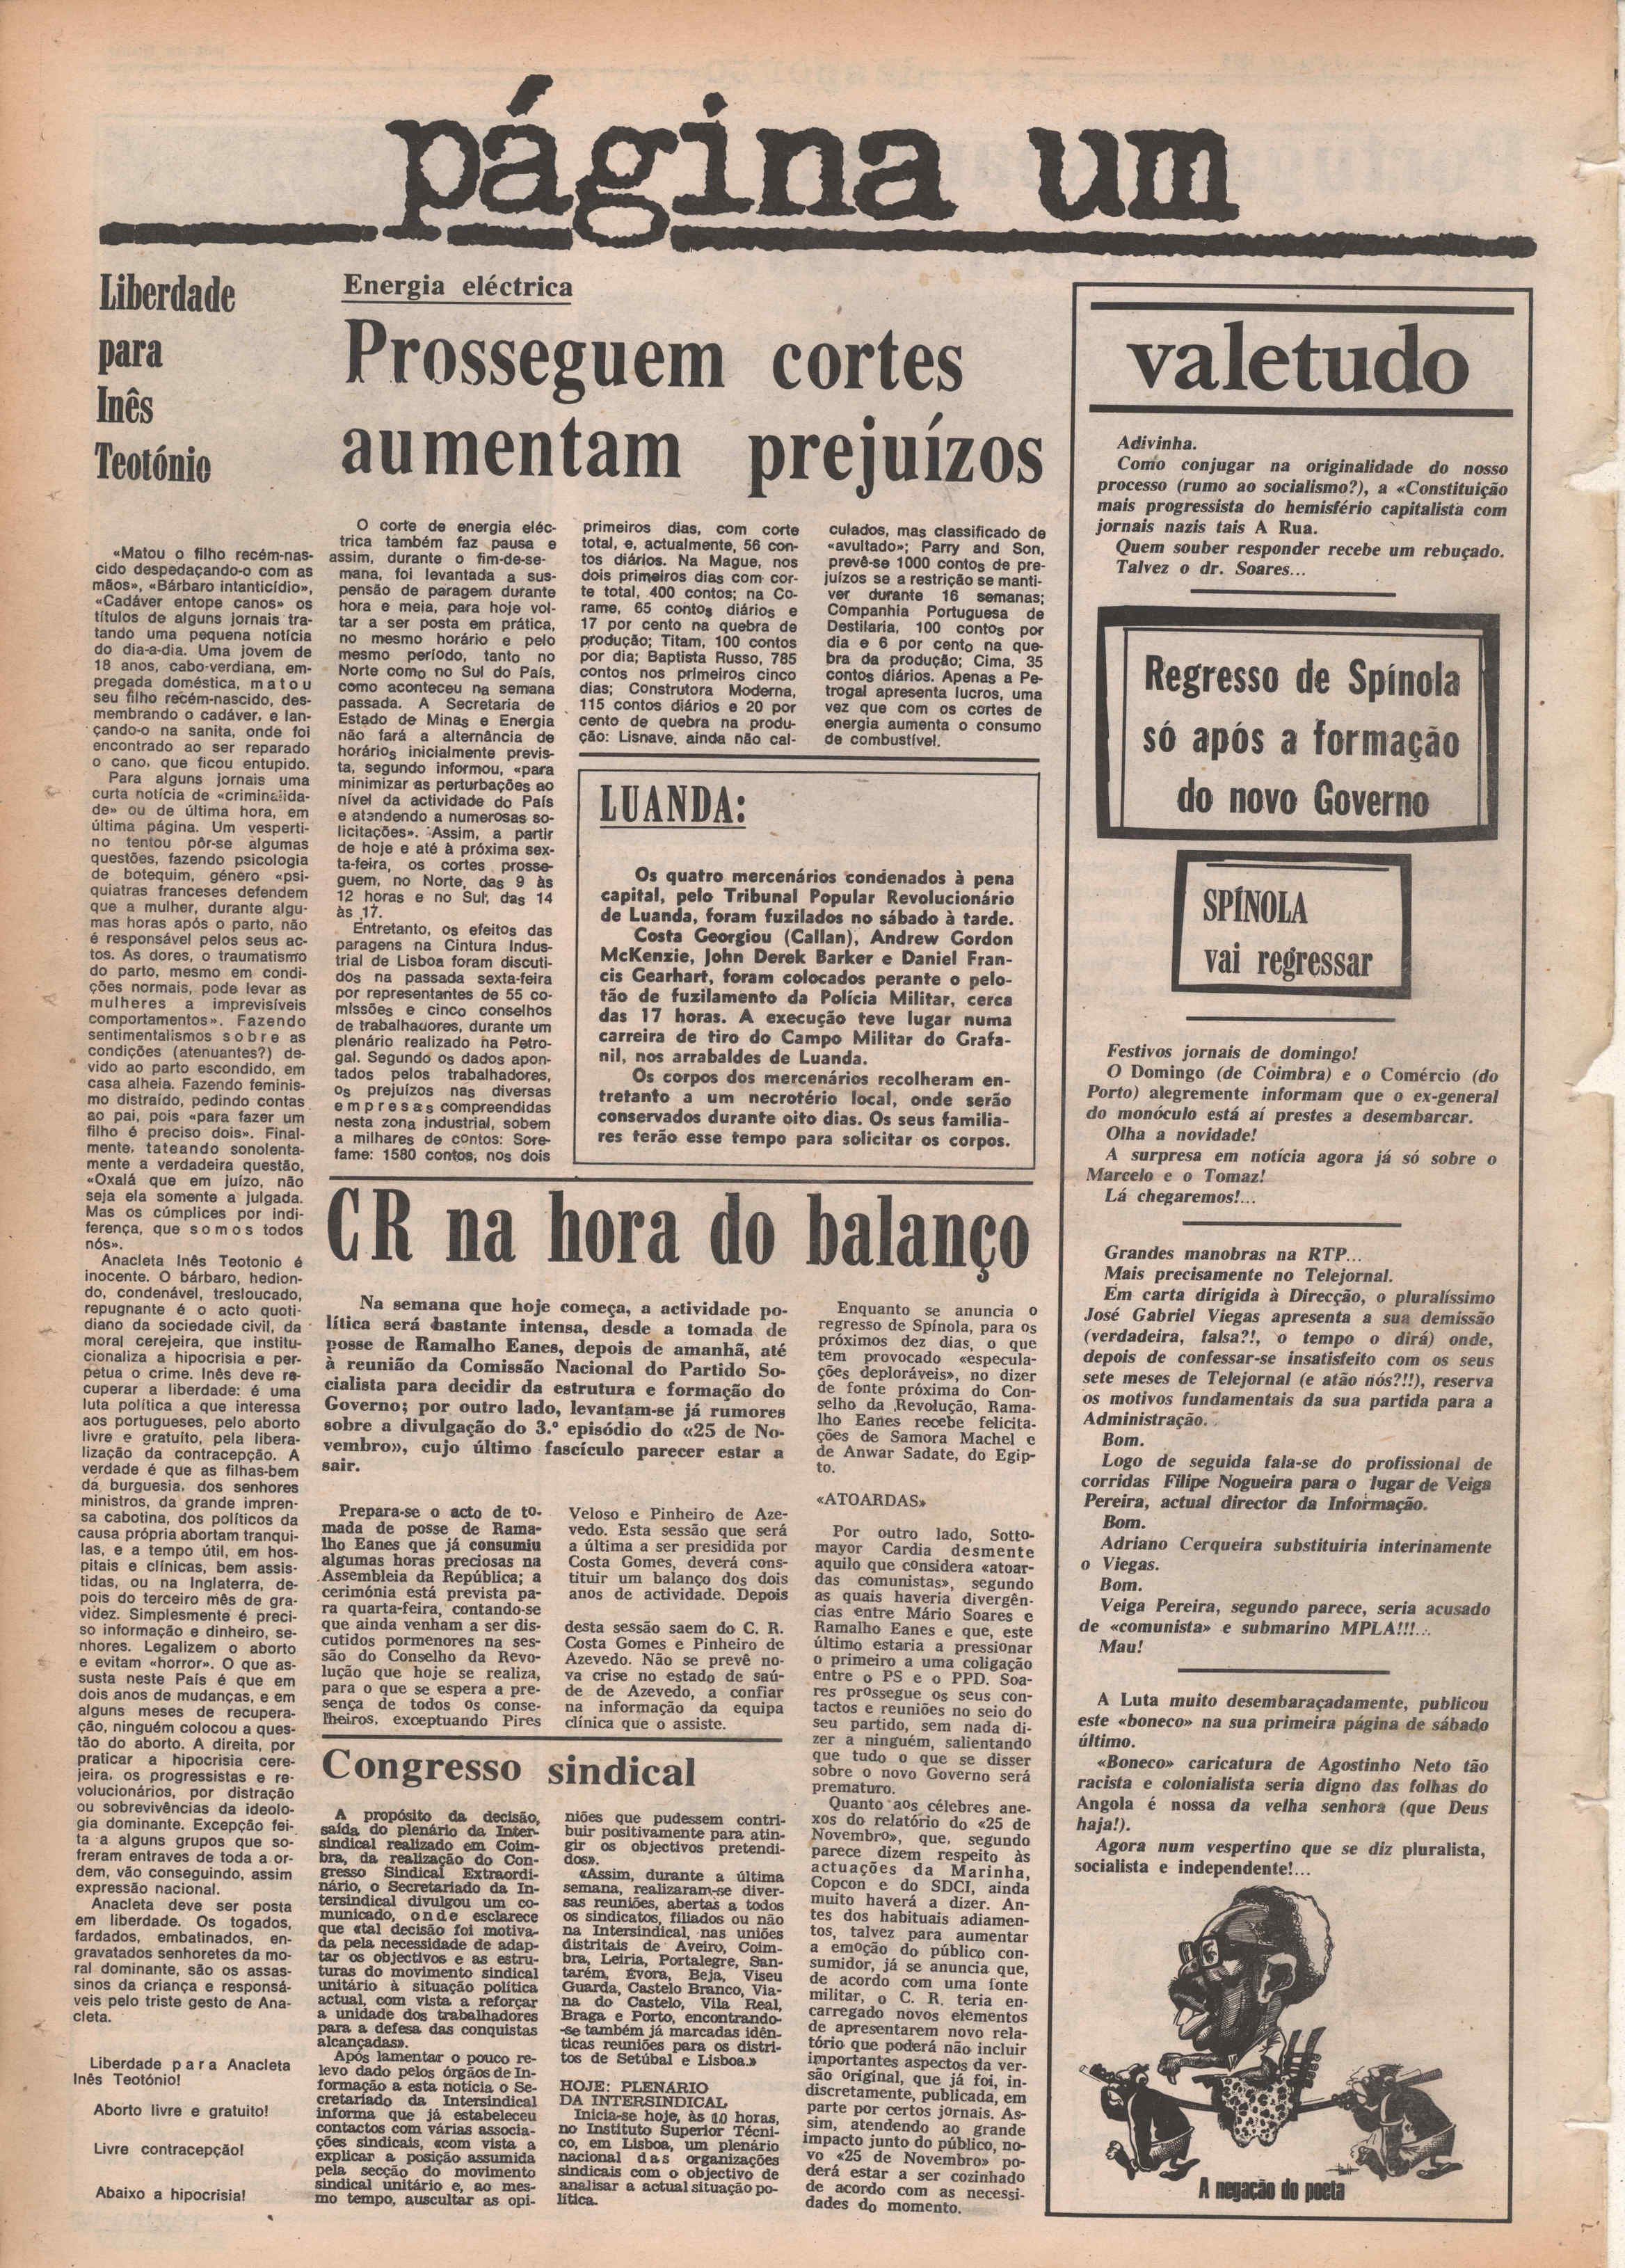 página um
Liberdade
para
Inês
Teotónio
«Matou o filho recém-nas-
cido despedaçando-o com as
mãos», «Bárbaro intanticídio»,
«Cadáver entope canos» os
títulos de alguns jornais tra-
tando uma pequena notícia
do dia-a-dia. Uma jovem de
18 anos, cabo-verdiana, em-
pregada doméstica, matou
seu filho recém-nascido, des-
membrando o cadáver, e lan-
çando-o na sanita, onde foi
encontrado ao ser reparado
o cano, que ficou entupido.
Para alguns jornais uma
curta notícia de «criminalida-
de» ou de última hora, em
última página. Um vesperti-
no tentou pôr-se algumas
questões, fazendo psicologia
de botequim, género «psi-
quiatras franceses defendem
que a mulher, durante algu-
mas horas após o parto, não
é responsável pelos seus ac-
tos. As dores, o traumatismo
do parto, mesmo em condi-
ções normais, pode levar as
mulheres a imprevisíveis
comportamentos». Fazendo
sentimentalismos sobre as
condições (atenuantes?) de-
vido ao parto escondido, em
casa alheia. Fazendo feminis-
mo distraído, pedindo contas
ao pai, pois «para fazer um
filho é preciso dois». Final-
mente, tateando sonolenta-
mente a verdadeira questão,
«Oxalá que em juízo, não
seja ela somente a julgada.
Mas os cúmplices por indi-
ferença, que somos todos
nós».
Anacleta Inês Teotonio é
inocente. O bárbaro, hedion-
do, condenável, tresloucado,
repugnante é o acto quoti-
diano da sociedade civil, da
moral cerejeira, que institu-
cionaliza a hipocrisia e per-
petua o crime. Inês deve re-
cuperar a liberdade: é uma
luta política a que interessa
aos portugueses, pelo aborto
livre e gratuíto, pela libera-
lização da contracepção. A
verdade é que as filhas-bem
da burguesia, dos senhores
ministros, da grande impren-
sa cabotina, dos políticos da
causa própria abortam tranqui-
las, e a tempo útil, em hos-
pitais e clínicas, bem assis-
tidas, ou na Inglaterra, de-
pois do terceiro mês de gra-
videz. Simplesmente é preci-
so informação e dinheiro, se-
nhores. Legalizem o aborto
e evitam «horror». O que as-
susta neste País é que em
dois anos de mudanças, e em
alguns meses de recupera-
ção, ninguém colocou a ques-
tão do aborto. A direita, por
praticar a hipocrisia cere-
jeira, os progressistas e re-
volucionários, por distração
ou sobrevivências da ideolo-
gia dominante. Excepção fei-
ta a alguns grupos que so-
freram entraves de toda a or-
dem, vão conseguindo, assim
expressão nacional.
Anacleta deve ser posta
em liberdade. Os togados,
fardados, embatinados, en-
gravatados senhoretes da mo-
ral dominante, são os assas-
sinos da criança e responsá-
veis pelo triste gesto de Ana-
cleta.
Liberdade para Anacleta
Inês Teotónio!
Aborto livre e gratuito!
Livre contracepção!
Abaixo a hipocrisia!
Energia eléctrica
Prosseguem cortes
aumentam prejuízos
O corte de energia eléc-
trica também faz pausa e
assim, durante o fim-de-se-
mana, foi levantada a sus-
pensão de paragem durante
hora e meia, para hoje vol-
tar a ser posta em prática,
no mesmo horário e pelo
mesmo período, tanto no
Norte como no Sul do País,
como aconteceu na semana
passada. A Secretaria de
Estado de Minas e Energia
não fará a alternância de
horários inicialmente previs-
ta, segundo informou, «para
minimizar as perturbações ao
nível da actividade do País
e atendendo a numerosas so-
licitações». Assim, a partir
de hoje e até à próxima sex-
ta-feira, os cortes prosse-
guem, no Norte, das 9 às
12 horas e no Sul, das 14
às 17.
Entretanto, os efeitos das
paragens na Cintura Indus-
trial de Lisboa foram discuti-
dos na passada sexta-feira
por representantes de 55 co-
missões e cinco conselhos
de trabalhadores, durante um
plenário realizado na Petro-
gal. Segundo os dados apon-
tados pelos trabalhadores,
os prejuízos nas diversas
empresas compreendidas
nesta zona industrial, sobem
a milhares de contos: Sore-
fame: 1580 contos, nos dois
primeiros dias, com corte
total, e, actualmente, 56 con-
tos diários. Na Mague, nos
dois primeiros dias com cor-
te total, 400 contos; na Co-
rame, 65 contos diários e
17 por cento na quebra de
produção; Titam, 100 contos
por dia; Baptista Russo, 785
contos nos primeiros cinco
dias; Construtora Moderna,
115 contos diários e 20 por
cento de quebra na produ-
ção: Lisnave, ainda não cal-
culados, mas classificado de
«avultado»; Parry and Son,
prevê-se 1000 contos de pre-
juízos se a restrição se manti-
ver durante 16 semanas;
Companhia Portuguesa de
Destilaria, 100 contos por
dia e 6 por cento na que-
bra da produção; Cima, 35
contos diários. Apenas a Pe-
trogal apresenta lucros, uma
vez que com os cortes de
energia aumenta o consumo
de combustível.
LUANDA:
Os quatro mercenários condenados à pena
capital, pelo Tribunal Popular Revolucionário
de Luanda, foram fuzilados no sábado à tarde.
Costa Georgiou (Callan), Andrew Gordon
McKenzie, John Derek Barker e Daniel Fran-
cis Gearhart, foram colocados perante o pelo-
tão de fuzilamento da Polícia Militar, cerca
das 17 horas. A execução teve lugar numa
carreira de tiro do Campo Militar do Grafa-
nil, nos arrabaldes de Luanda.
Os corpos dos mercenários recolheram en-
tretanto a um necrotério local, onde serão
conservados durante oito dias. Os seus familia-
res terão esse tempo para solicitar os corpos.
CR na hora do balanço
Na semana que hoje começa, a actividade po-
lítica será bastante intensa, desde a tomada de
posse de Ramalho Eanes, depois de amanhã, até
à reunião da Comissão Nacional do Partido So-
cialista para decidir da estrutura e formação do
Governo; por outro lado, levantam-se já rumores
sobre a divulgação do 3.º episódio do «25 de No-
vembro», cujo último fascículo parecer estar a
sair.
Prepara-se o acto de to-
mada de posse de Rama-
lho Eanes que já consumiu
algumas horas preciosas na
Assembleia da República; a
cerimónia está prevista pa-
ra quarta-feira, contando-se
que ainda venham a ser dis-
cutidos pormenores na ses-
são do Conselho da Revo-
lução que hoje se realiza,
para o que se espera a pre-
sença de todos os conse-
lheiros, exceptuando Pires
Veloso e Pinheiro de Aze-
vedo. Esta sessão que será
a última a ser presidida por
Costa Gomes, deverá cons-
tituir um balanço dos dois
anos de actividade. Depois
desta sessão saem do C. R.
Costa Gomes e Pinheiro de
Azevedo. Não se prevê no-
va crise no estado de saú-
de de Azevedo, a confiar
na informação da equipa
clínica que o assiste.
Enquanto se anuncia o
regresso de Spínola, para os
próximos dez dias, o que
tem provocado «especula-
ções deploráveis», no dizer
de fonte próxima do Con-
selho da Revolução, Rama-
lho Eanes recebe felicita-
ções de Samora Machel e
de Anwar Sadate, do Egip-
to.
«ATOARDAS»
Por outro lado, Sotto-
mayor Cardia desmente
aquilo que considera «atoar-
das comunistas», segundo
as quais haveria divergên-
cias entre Mário Soares e
Ramalho Eanes e que, este
último estaria a pressionar
o primeiro a uma coligação
entre o PS e o PPD. Soa-
res prossegue os seus con-
tactos e reuniões no seio do
seu partido, sem nada di-
zer a ninguém, salientando
que tudo o que se disser
sobre o novo Governo será
prematuro.
Quanto aos célebres ane-
xos do relatório do «25 de
Novembro», que, segundo
parece dizem respeito às
actuações da Marinha,
Copcon e do SDCI, ainda
muito haverá a dizer. An-
tes dos habituais adiamen-
tos, talvez para aumentar
a emoção do público con-
sumidor, já se anuncia que,
de acordo com uma fonte
militar, o C. R. teria en-
carregado novos elementos
de apresentarem novo rela-
tório que poderá não incluir
importantes aspectos da ver-
são original, que já foi, in-
discretamente, publicada, em
parte por certos jornais. As-
sim, atendendo ao grande
impacto junto do público, no-
vo «25 de Novembro» po-
derá estar a ser cozinhado
de acordo com as necessi-
dades do momento.
Congresso sindical
A propósito da decisão,
saída do plenário da Inter-
sindical realizado em Coim-
bra, da realização do Con-
gresso Sindical Extraordi-
nário, o Secretariado da In-
tersindical divulgou um co-
municado, onde esclarece
que «tal decisão foi motiva-
da pela necessidade de adap-
tar os objectivos e as estru-
turas do movimento sindical
unitário à situação política
actual, com vista a reforçar
a unidade dos trabalhadores
para a defesa das conquistas
alcançadas».
Após lamentar o pouco re-
levo dado pelos órgãos de In-
formação a esta notícia o Se-
cretariado da Intersindical
informa que já estabeleceu
contactos com várias associa-
ções sindicais, «com vista a
explicar a posição assumida
pela secção do movimento
sindical unitário e, ao mes-
mo tempo, auscultar as opi-
niões que pudessem contri-
buir positivamente para atin-
gir os objectivos pretendi-
dos».
«Assim, durante a última
semana, realizaram-se diver-
sas reuniões, abertas a todos
os sindicatos, filiados ou não
na Intersindical, nas uniões
distritais de Aveiro, Coim-
bra, Leiria, Portalegre, San-
tarém, Évora, Beja, Viseu
Guarda, Castelo Branco, Via-
na do Castelo, Vila Real,
Braga e Porto, encontrando-
-se também já marcadas idên-
ticas reuniões para os distri-
tos de Setúbal e Lisboa.»
HOJE: PLENÁRIO
DA INTERSINDICAL
Inicia-se hoje, às 10 horas,
no Instituto Superior Técni-
co, em Lisboa, um plenário
nacional das organizações
sindicais com o objectivo de
analisar a actual situação po-
lítica.
valetudo
Adivinha.
Como conjugar na originalidade do nosso
processo (rumo ao socialismo?), a «Constituição
mais progressista do hemisfério capitalista com
jornais nazis tais A Rua.
Quem souber responder recebe um rebuçado.
Talvez o dr. Soares...
Regresso de Spínola
só após a formação
do novo Governo
SPÍNOLA
vai regressar
Festivos jornais de domingo!
O Domingo (de Coimbra) e o Comércio (do
Porto) alegremente informam que o ex-general
do monóculo está aí prestes a desembarcar.
Olha a novidade!
A surpresa em notícia agora já só sobre o
Marcelo e o Tomaz!
Lá chegaremos!...
Grandes manobras na RTP...
Mais precisamente no Telejornal.
Em carta dirigida à Direcção, o pluralíssimo
José Gabriel Viegas apresenta a sua demissão
(verdadeira, falsa?!, o tempo o dirá) onde,
depois de confessar-se insatisfeito com os seus
sete meses de Telejornal (e atão nós?!!), reserva
os motivos fundamentais da sua partida para a
Administração.
Bom.
Logo de seguida fala-se do profissional de
corridas Filipe Nogueira para o lugar de Veiga
Pereira, actual director da Informação.
Bom.
Adriano Cerqueira substituiria interinamente
o Viegas.
Bom.
Veiga Pereira, segundo parece, seria acusado
de «comunista» e submarino MPLA!!!...
Mau!
A Luta muito desembaraçadamente, publicou
este «boneco» na sua primeira página de sábado
último.
«Boneco» caricatura de Agostinho Neto tão
racista e colonialista seria digno das folhas do
Angola é nossa da velha senhora (que Deus
haja!).
Agora num vespertino que se diz pluralista,
socialista e independente!...
A negação do poeta